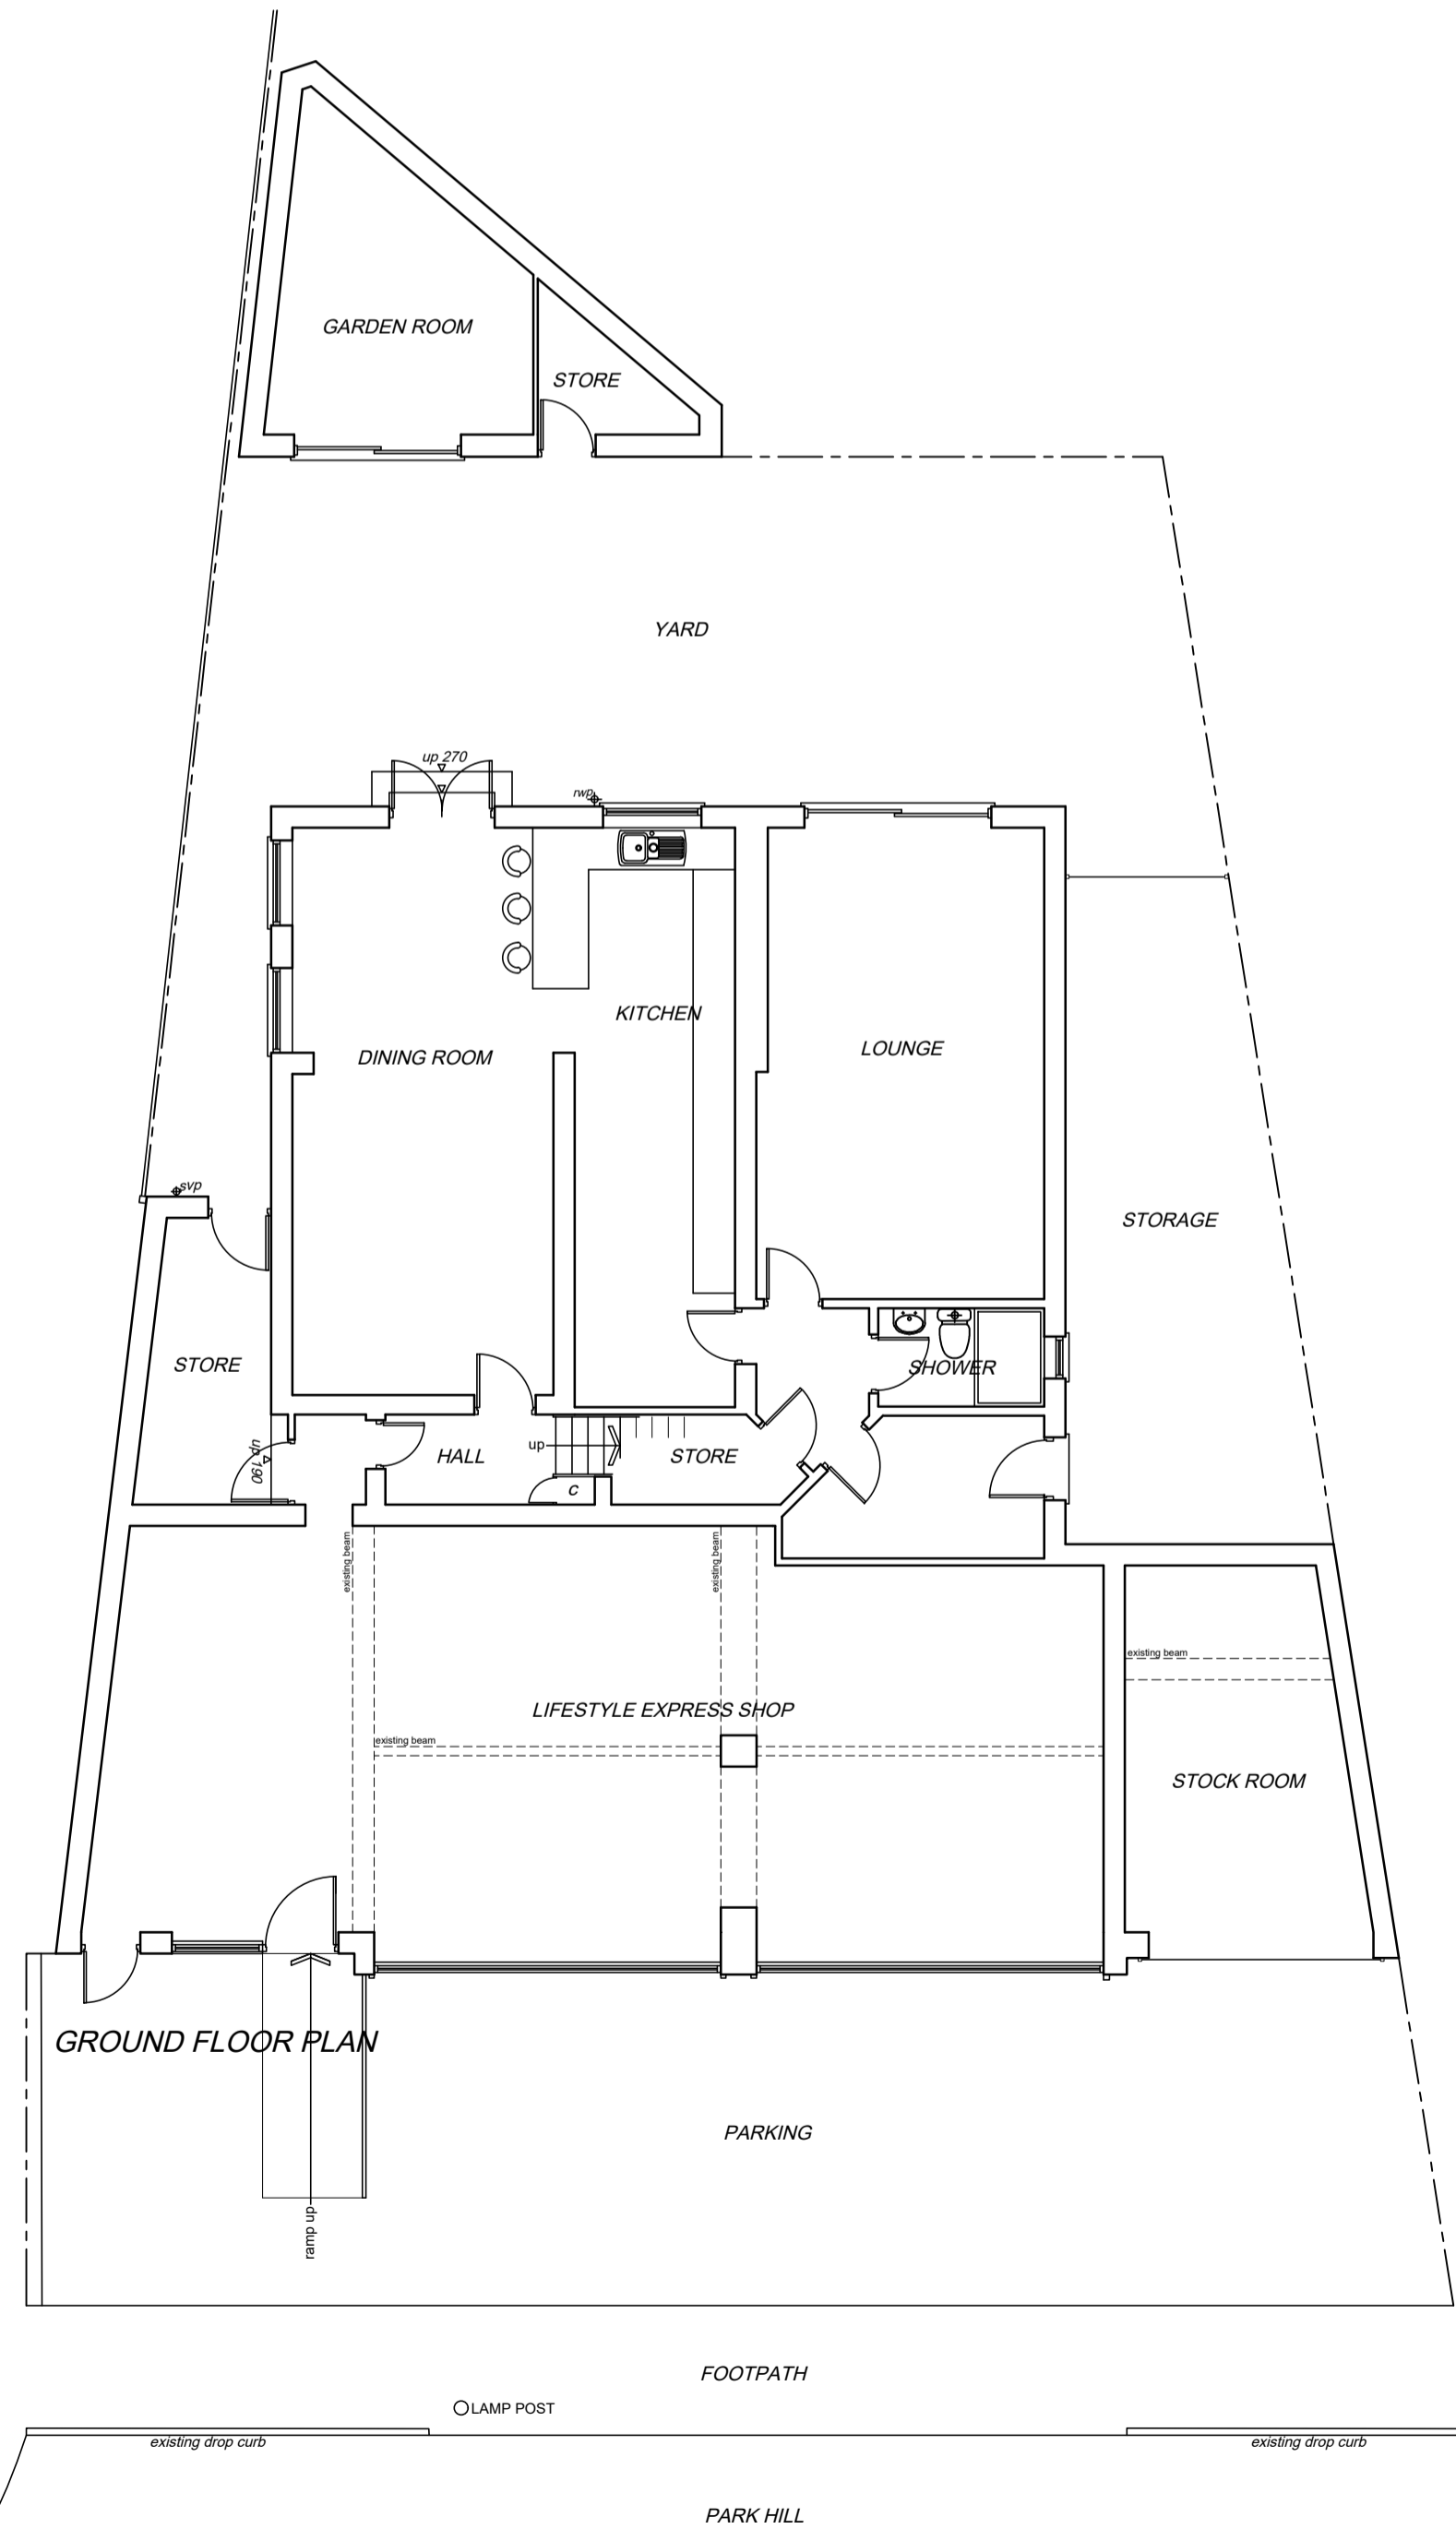 GARDEN ROOM
STORE
YARD
up 270
rwp
KITCHEN
LOUNGE
DINING ROOM
svp
STORAGE
STORE
SHOWER
up
HALL
STORE
up 190
C
existing beam
existing beam
existing beam
LIFESTYLE EXPRESS SHOP
existing beam
STOCK ROOM
GROUND FLOOR PLAN
PARKING
ramp up
FOOTPATH
LAMP POST
existing drop curb
existing drop curb
PARK HILL